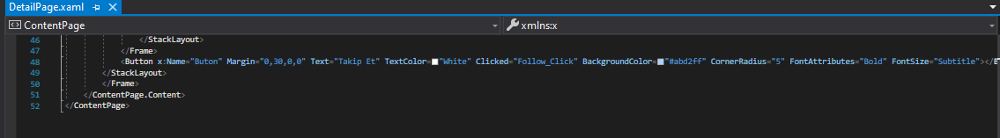 DetailPage.xaml
ContentPage
xmlns:x
46 </StackLayout>
47 </Frame>
48 <Button x:Name="Buton" Margin="0,30,0,0" Text="Takip Et" TextColor="White" Clicked="Follow_Click" BackgroundColor="#abd2ff" CornerRadius="5" FontAttributes="Bold" FontSize="Subtitle"></B
49 </StackLayout>
50 </Frame>
51 </ContentPage.Content>
52 </ContentPage>